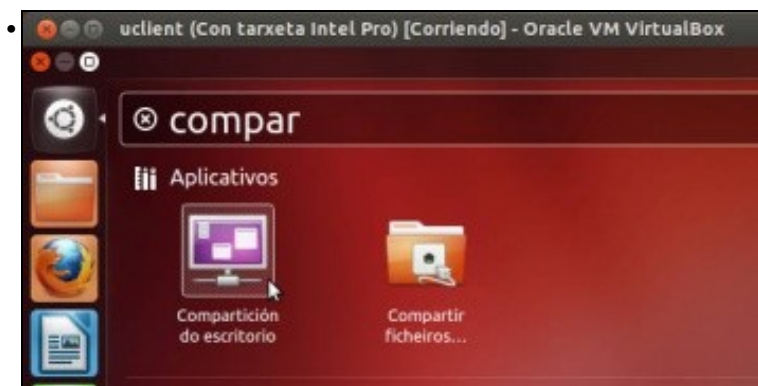 uclient (Con tarxeta Intel Pro) [Corriendo] - Oracle VM VirtualBox
compar
Aplicativos
Compartición
do escritorio
Compartir
ficheiros...